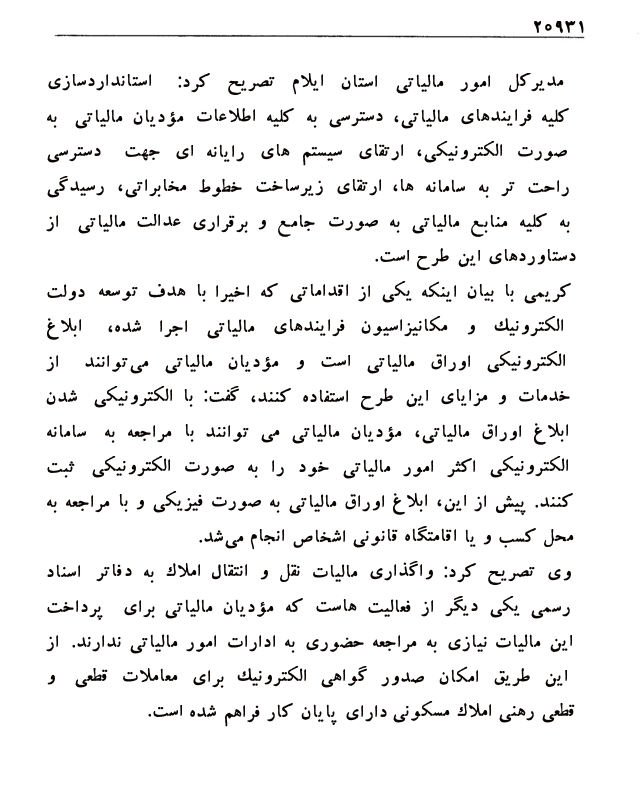 ۲۰۹۳۱
مدیرکل امور مالیاتی استان ایلام تصریح کرد: استانداردسازی
کلیه فرایندهای مالیاتی، دسترسی به کلیه اطلاعات مؤدیان مالیاتی به
صورت الکترونیکی، ارتقای سیستم های رایانه ای جهت دسترسی
راحت تر به سامانه ها، ارتقای زیرساخت خطوط مخابراتی، رسیدگی
به کلیه منابع مالیاتی به صورت جامع و برقراری عدالت مالیاتی از
دستاوردهای این طرح است.
کریمی با بیان اینکه یکی از اقداماتی که اخیرا با هدف توسعه دولت
الکترونیك و مکانیزاسیون فرایندهای مالیاتی اجرا شده، ابلاغ
الکترونیکی اوراق مالیاتی است و مؤدیان مالیاتی می‌توانند از
خدمات و مزایای این طرح استفاده کنند، گفت: با الکترونیکی شدن
ابلاغ اوراق مالیاتی، مؤدیان مالیاتی می توانند با مراجعه به سامانه
الکترونیکی اکثر امور مالیاتی خود را به صورت الکترونیکی ثبت
کنند. پیش از این، ابلاغ اوراق مالیاتی به صورت فیزیکی و با مراجعه به
محل کسب و یا اقامتگاه قانونی اشخاص انجام می‌شد.
وی تصریح کرد: واگذاری مالیات نقل و انتقال املاك به دفاتر اسناد
رسمی یکی دیگر از فعالیت هاست که مؤدیان مالیاتی برای پرداخت
این مالیات نیازی به مراجعه حضوری به ادارات امور مالیاتی ندارند. از
این طریق امکان صدور گواهی الکترونیك برای معاملات قطعی و
قطعی رهنی املاك مسکونی دارای پایان کار فراهم شده است.